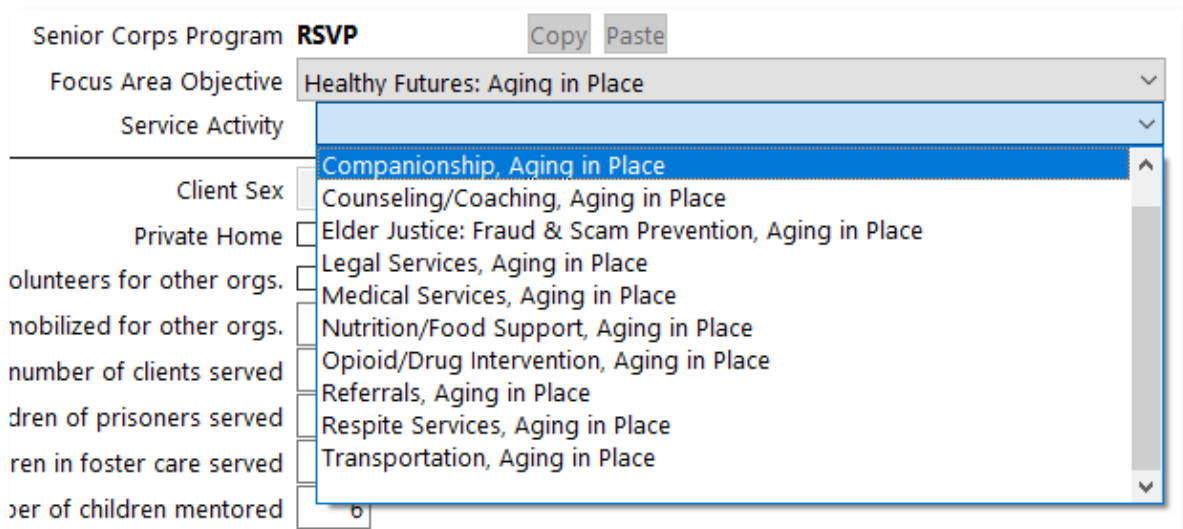 Senior Corps Program RSVP Copy Paste
Focus Area Objective Healthy Futures: Aging in Place
Service Activity
Companionship, Aging in Place
Client Sex
Counseling/Coaching, Aging in Place
Private Home
Elder Justice: Fraud & Scam Prevention, Aging in Place
Legal Services, Aging in Place
olunteers for other orgs.
Medical Services, Aging in Place
mobilized for other orgs.
Nutrition/Food Support, Aging in Place
number of clients served
Opioid/Drug Intervention, Aging in Place
Referrals, Aging in Place
dren of prisoners served
Respite Services, Aging in Place
ren in foster care served
Transportation, Aging in Place
ber of children mentored 6